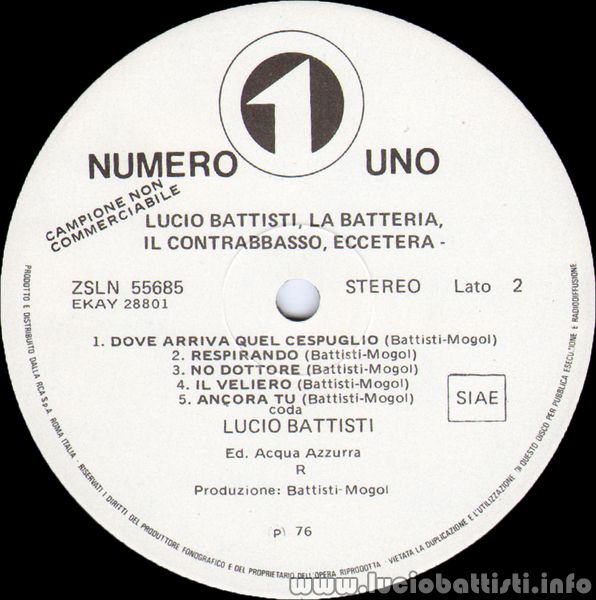 1
NUMERO UNO
CAMPIONE NON
COMMERCIABILE
LUCIO BATTISTI, LA BATTERIA,
IL CONTRABBASSO, ECCETERA -
ZSLN 55685 STEREO Lato 2
EKAY 28801
1. DOVE ARRIVA QUEL CESPUGLIO (Battisti-Mogol)
2. RESPIRANDO (Battisti-Mogol)
3. NO DOTTORE (Battisti-Mogol)
4. IL VELIERO (Battisti-Mogol)
5. ANCORA TU (Battisti-Mogol)
coda
SIAE
LUCIO BATTISTI
Ed. Acqua Azzurra
R
Produzione: Battisti-Mogol
(p) 76
PRODOTTO E DISTRIBUITO DALLA RCA S.p.A. ROMA ITALIA - RISERVATI I DIRITTI DEL PRODUTTORE FONOGRAFICO E DEL PROPRIETARIO DELL'OPERA RIPRODOTTA - VIETATA LA DUPLICAZIONE E L'UTILIZZAZIONE DI QUESTO DISCO PER PUBBLICA ESECUZIONE E RADIODIFFUSIONE.
www.luciobattisti.info